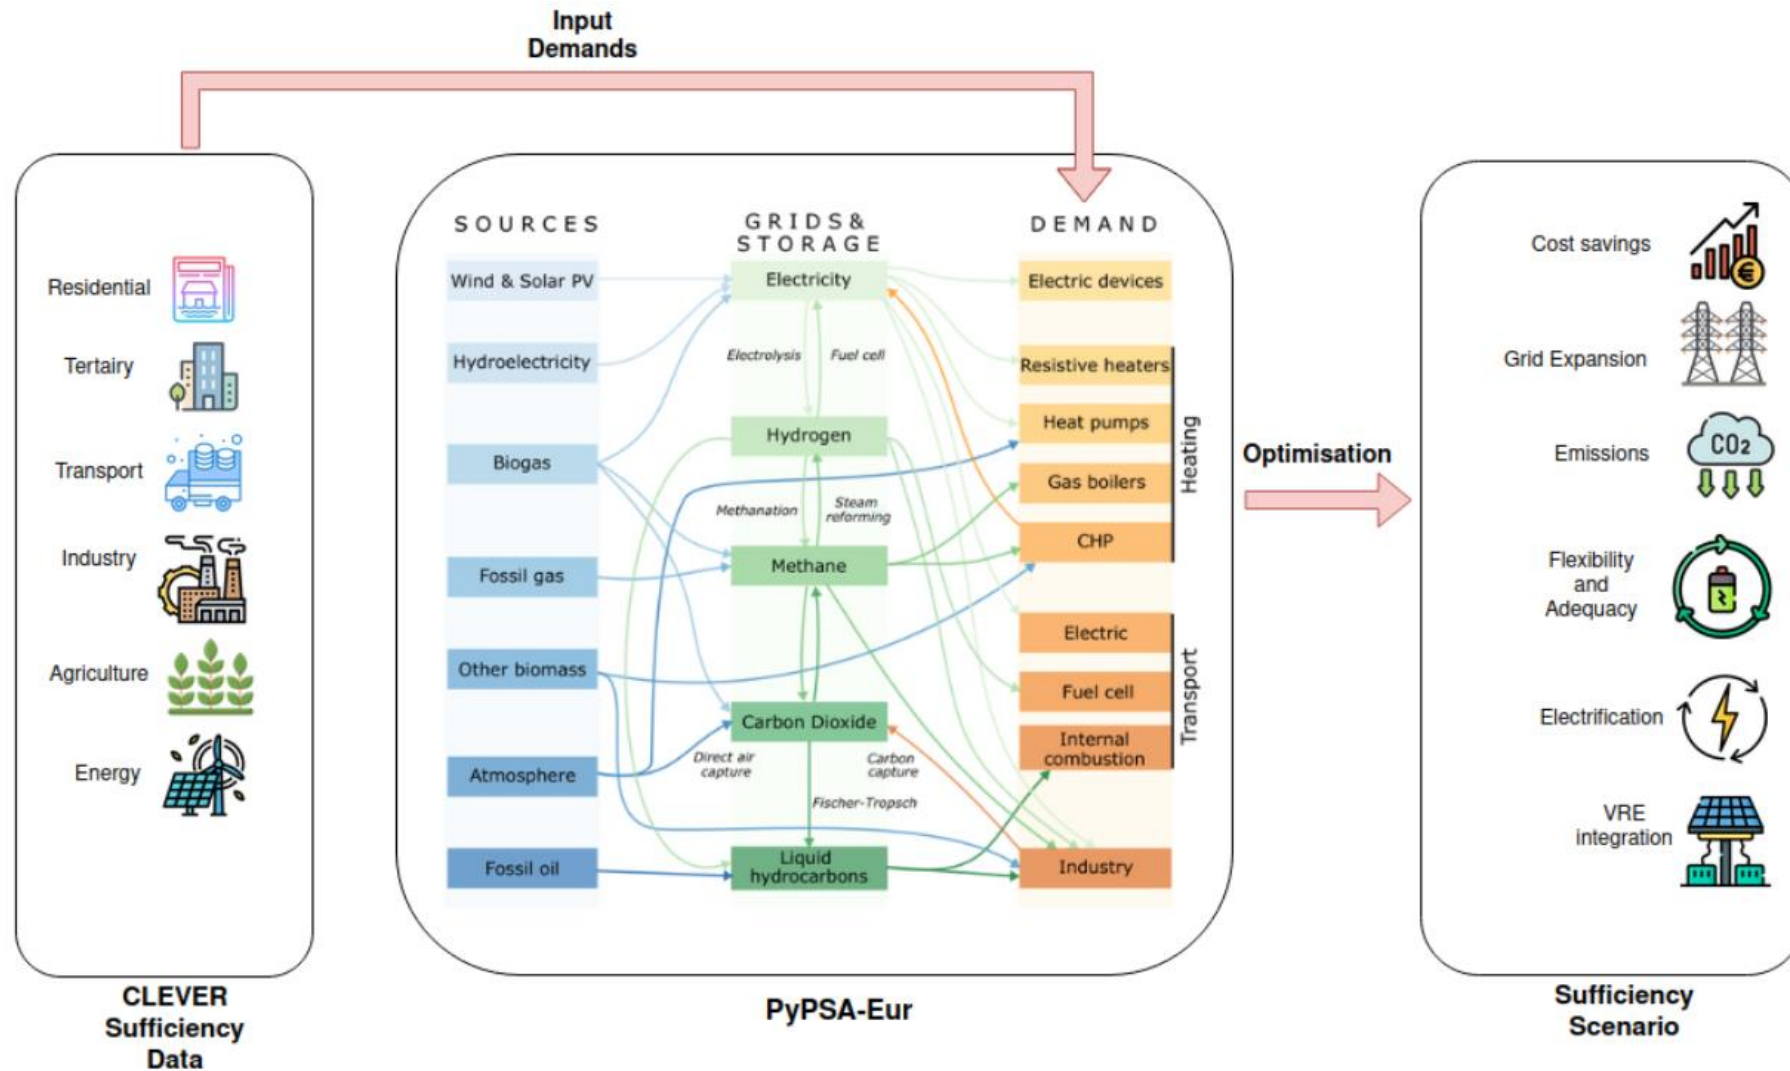 Input
Demands
Residential
Tertairy
Transport
Industry
Agriculture
Energy
CLEVER
Sufficiency
Data
SOURCES
Wind & Solar PV
Hydroelectricity
Biogas
Fossil gas
Other biomass
Atmosphere
Fossil oil
GRIDS &
STORAGE
Electricity
Electrolysis
Fuel cell
Hydrogen
Methanation
Steam
reforming
Methane
Carbon Dioxide
Direct air
capture
Carbon
capture
Fischer-Tropsch
Liquid
hydrocarbons
DEMAND
Electric devices
Resistive heaters
Heat pumps
Gas boilers
CHP
Heating
Electric
Fuel cell
Internal
combustion
Transport
Industry
PyPSA-Eur
Optimisation
Cost savings
€
Grid Expansion
Emissions
CO2
Flexibility
and
Adequacy
Electrification
VRE
integration
Sufficiency
Scenario